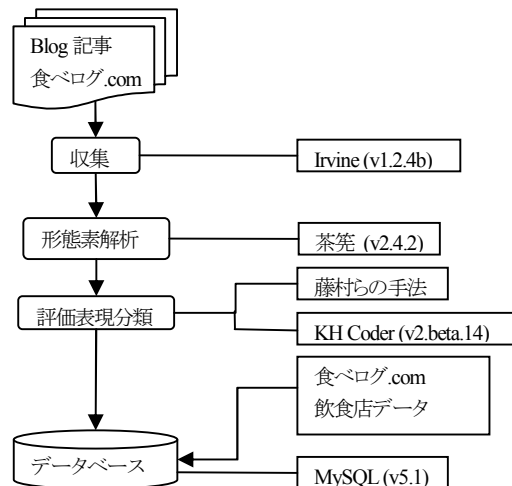 Blog 記事
食べログ.com
収集
Irvine (v1.2.4b)
形態素解析
茶筅 (v2.4.2)
藤村らの手法
評価表現分類
KH Coder (v2.beta.14)
食べログ.com
飲食店データ
データベース
MySQL (v5.1)